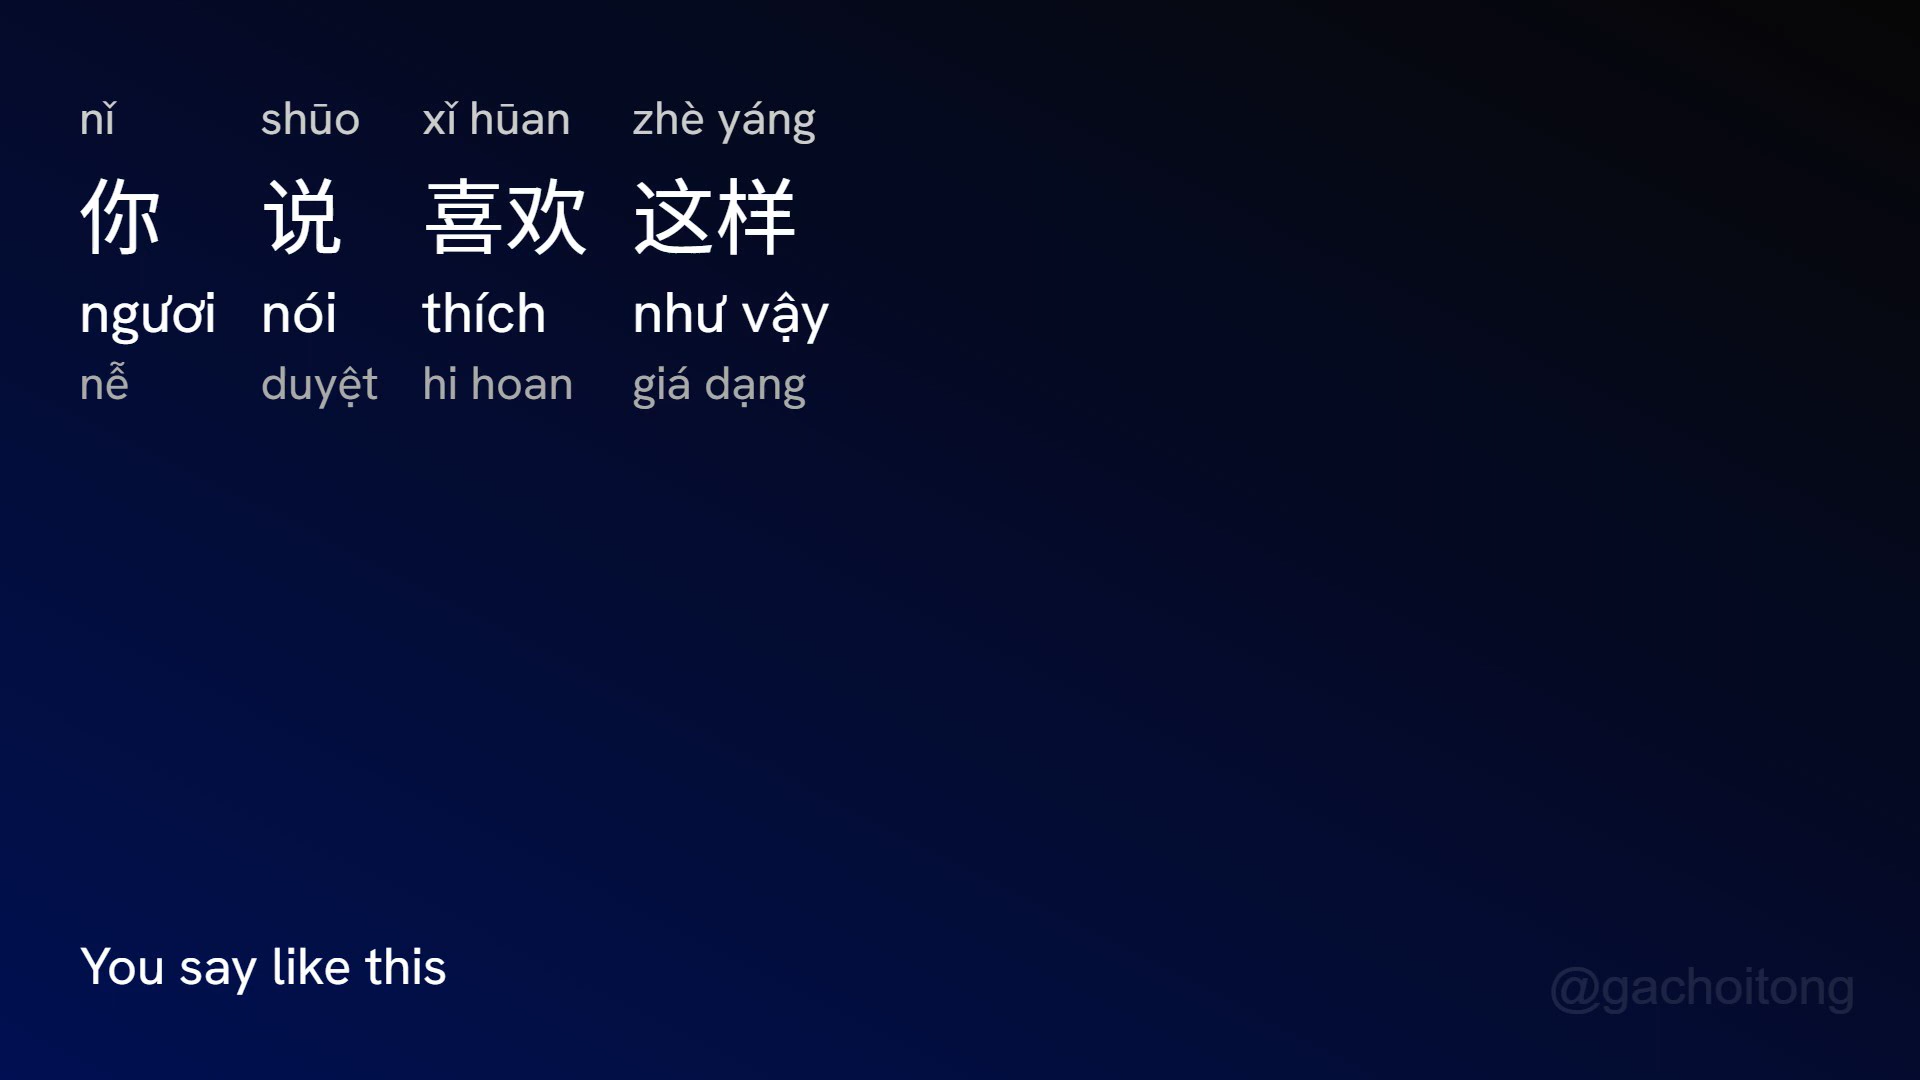 nǐ shūo xǐ hūan zhè yáng
你 说 喜欢 这样
ngươi nói thích như vậy
nễ duyệt hi hoan giá dạng
You say like this
@gachoitong